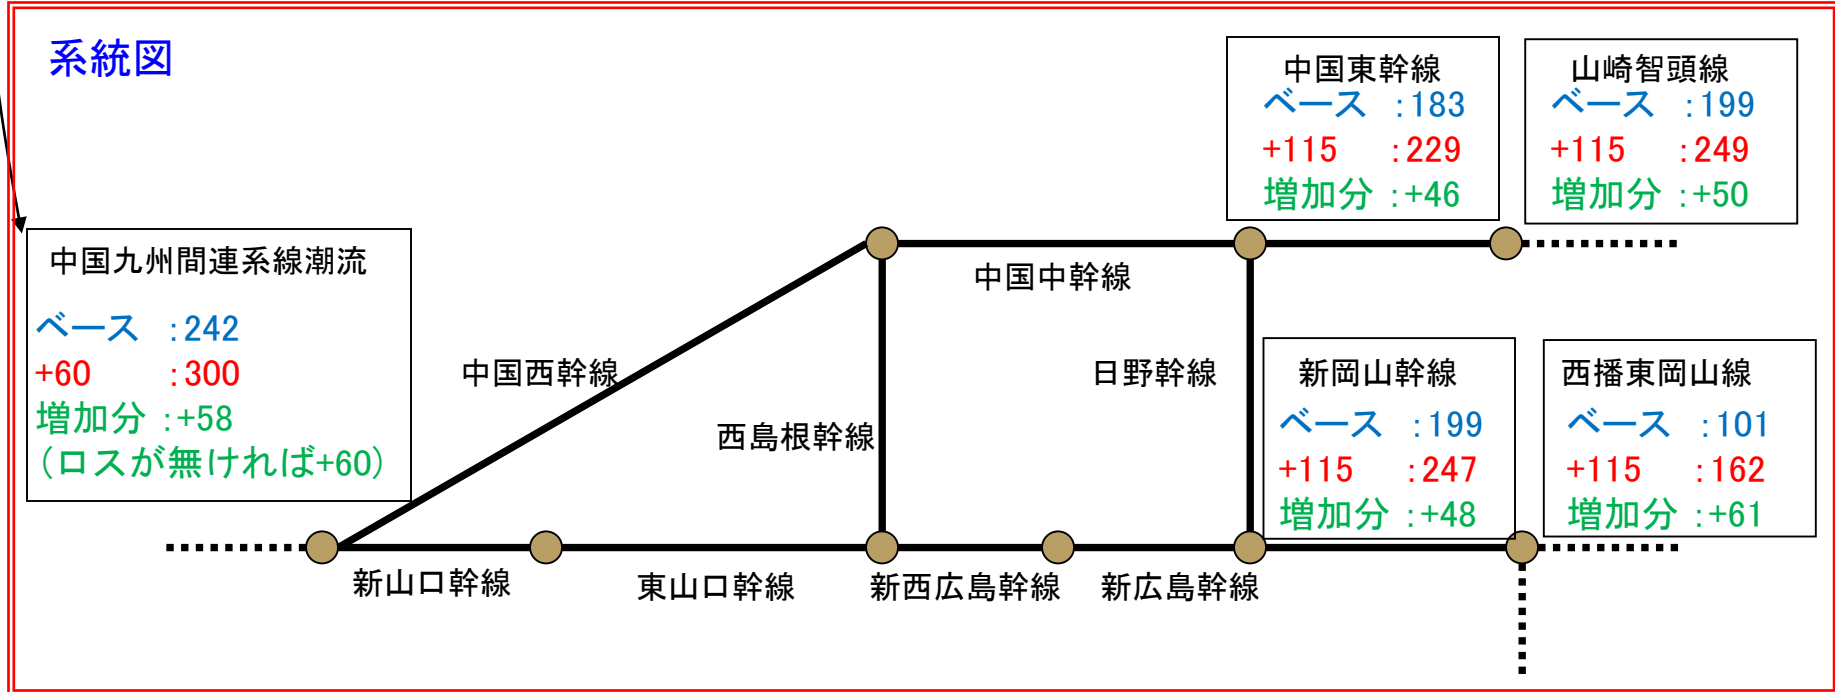 系統図
中国東幹線
ベース :183
+115 :229
増加分 :+46
山崎智頭線
ベース :199
+115 :249
増加分 :+50
中国九州間連系線潮流
ベース :242
+60 :300
増加分 :+58
(ロスが無ければ+60)
中国中幹線
中国西幹線
西島根幹線
日野幹線
新岡山幹線
ベース :199
+115 :247
増加分 :+48
西播東岡山線
ベース :101
+115 :162
増加分 :+61
新山口幹線
東山口幹線
新西広島幹線
新広島幹線